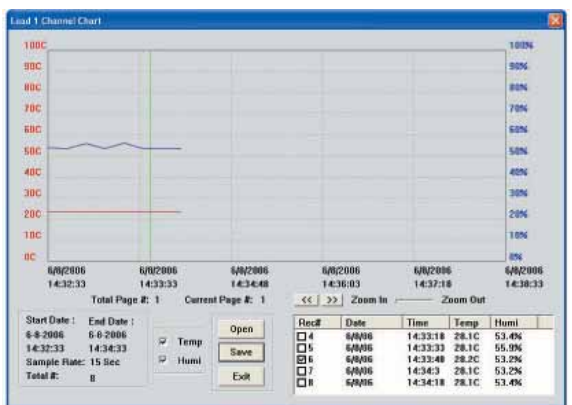 Load 1 Channel Chart
100C 100%
90C 90%
80C 80%
70C 70%
60C 60%
50C 50%
40C 40%
30C 30%
20C 20%
10C 10%
0C 0%
6/8/2006 6/8/2006 6/8/2006 6/8/2006 6/8/2006 6/8/2006
14:32:33 14:33:33 14:34:48 14:36:03 14:37:18 14:38:33
Total Page #: 1 Current Page #: 1 << >> Zoom In Zoom Out
Start Date : End Date :
6-8-2006 6-8-2006
14:32:33 14:34:33
Sample Rate: 15 Sec
Total #: 8
Temp
Humi
Open
Save
Exit
Rec# Date Time Temp Humi
4 6/8/06 14:33:18 28.1C 53.4%
5 6/8/06 14:33:33 28.1C 55.9%
6 6/8/06 14:33:48 28.2C 53.2%
7 6/8/06 14:34:3 28.1C 53.2%
8 6/8/06 14:34:18 28.1C 53.4%